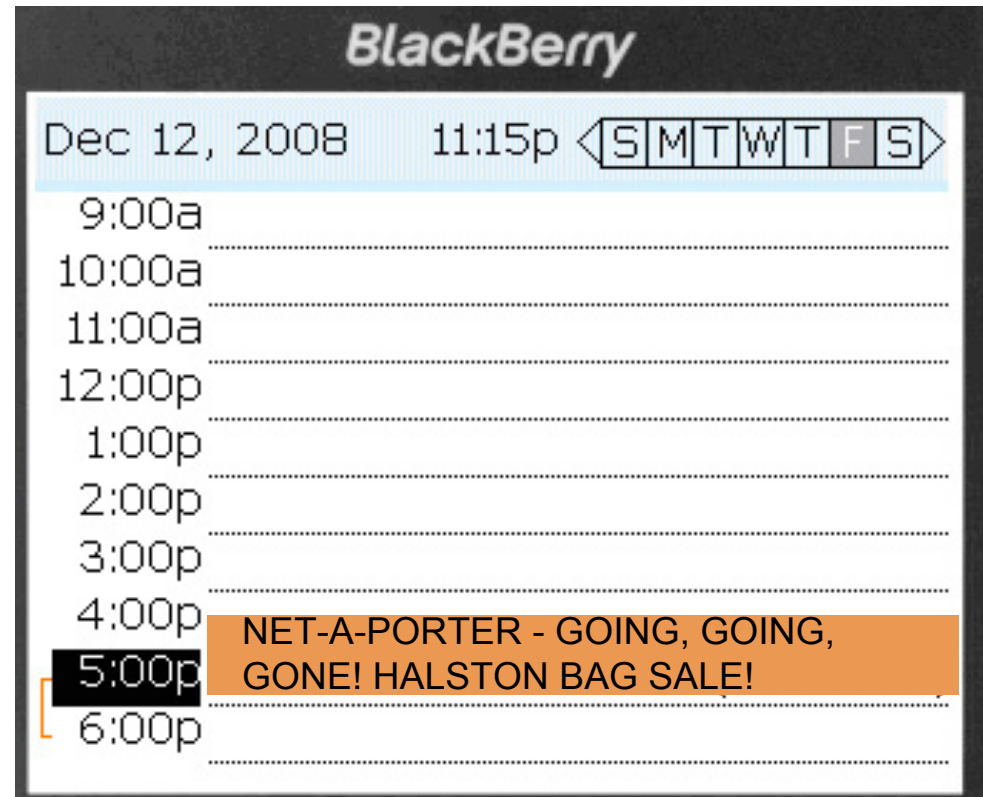 BlackBerry
Dec 12, 2008 11:15p S M T W T F S
9:00a
10:00a
11:00a
12:00p
1:00p
2:00p
3:00p
4:00p
NET-A-PORTER - GOING, GOING,
5:00p GONE! HALSTON BAG SALE!
6:00p